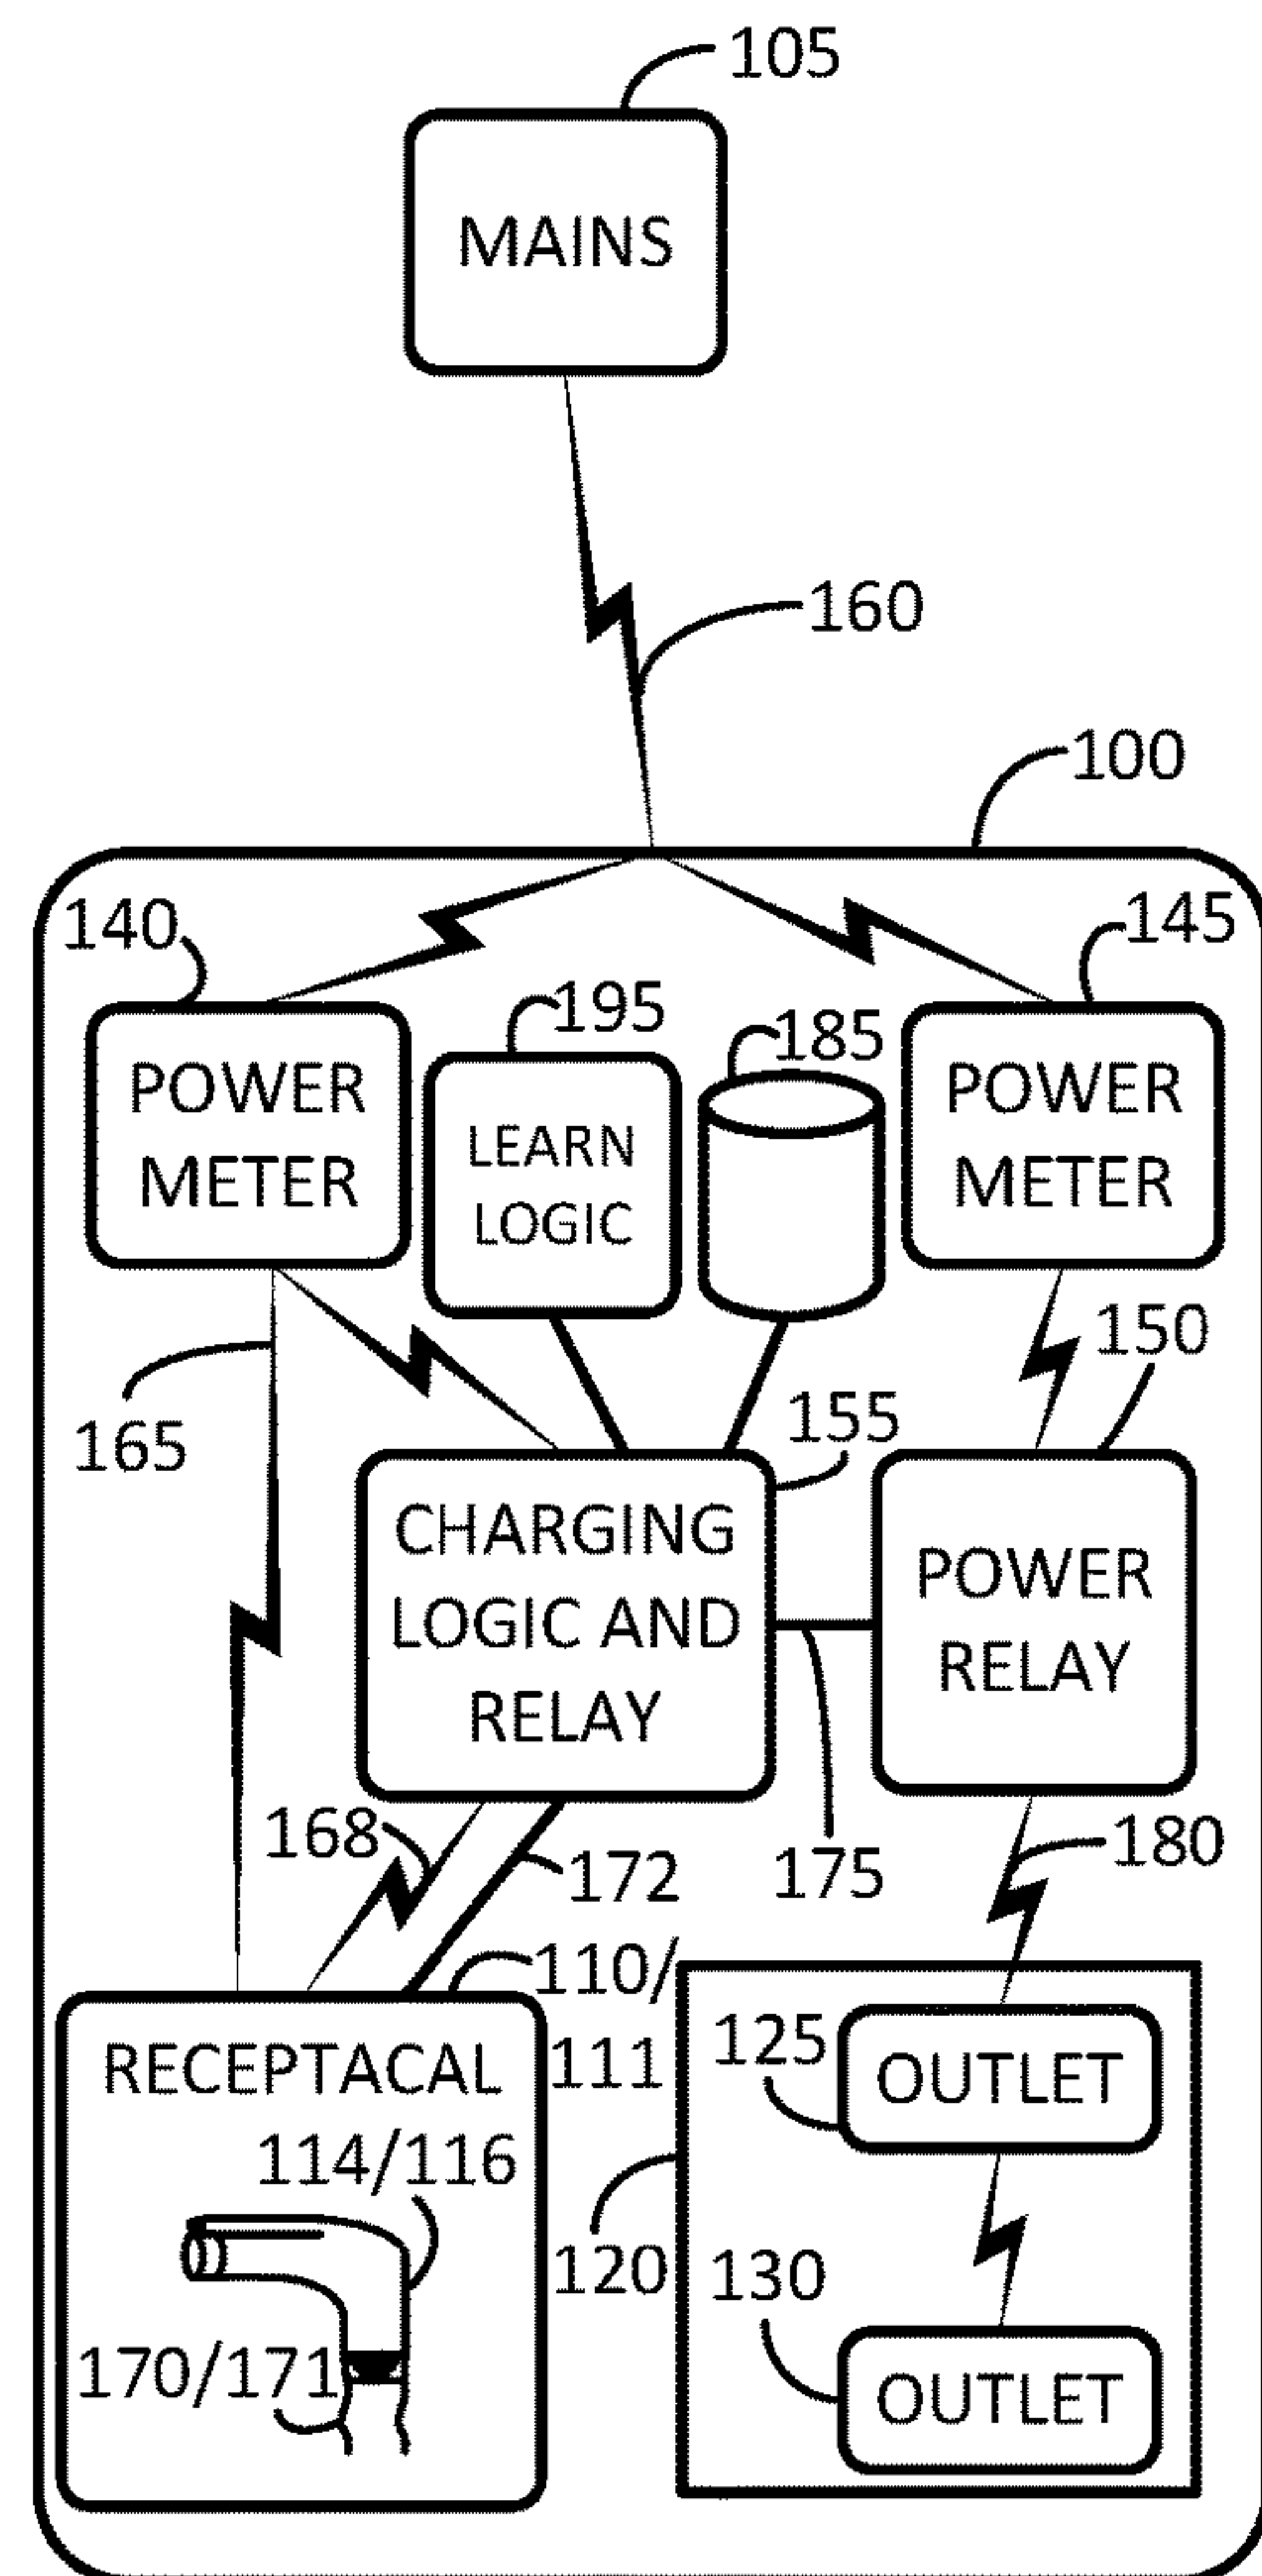 105
MAINS
160
100
140
145
195
185
POWER
METER
LEARN
LOGIC
POWER
METER
150
165
155
CHARGING
LOGIC AND
RELAY
POWER
RELAY
168
172
175
180
110/
111
RECEPTACAL
125
OUTLET
114/116
120
130
170/171
OUTLET